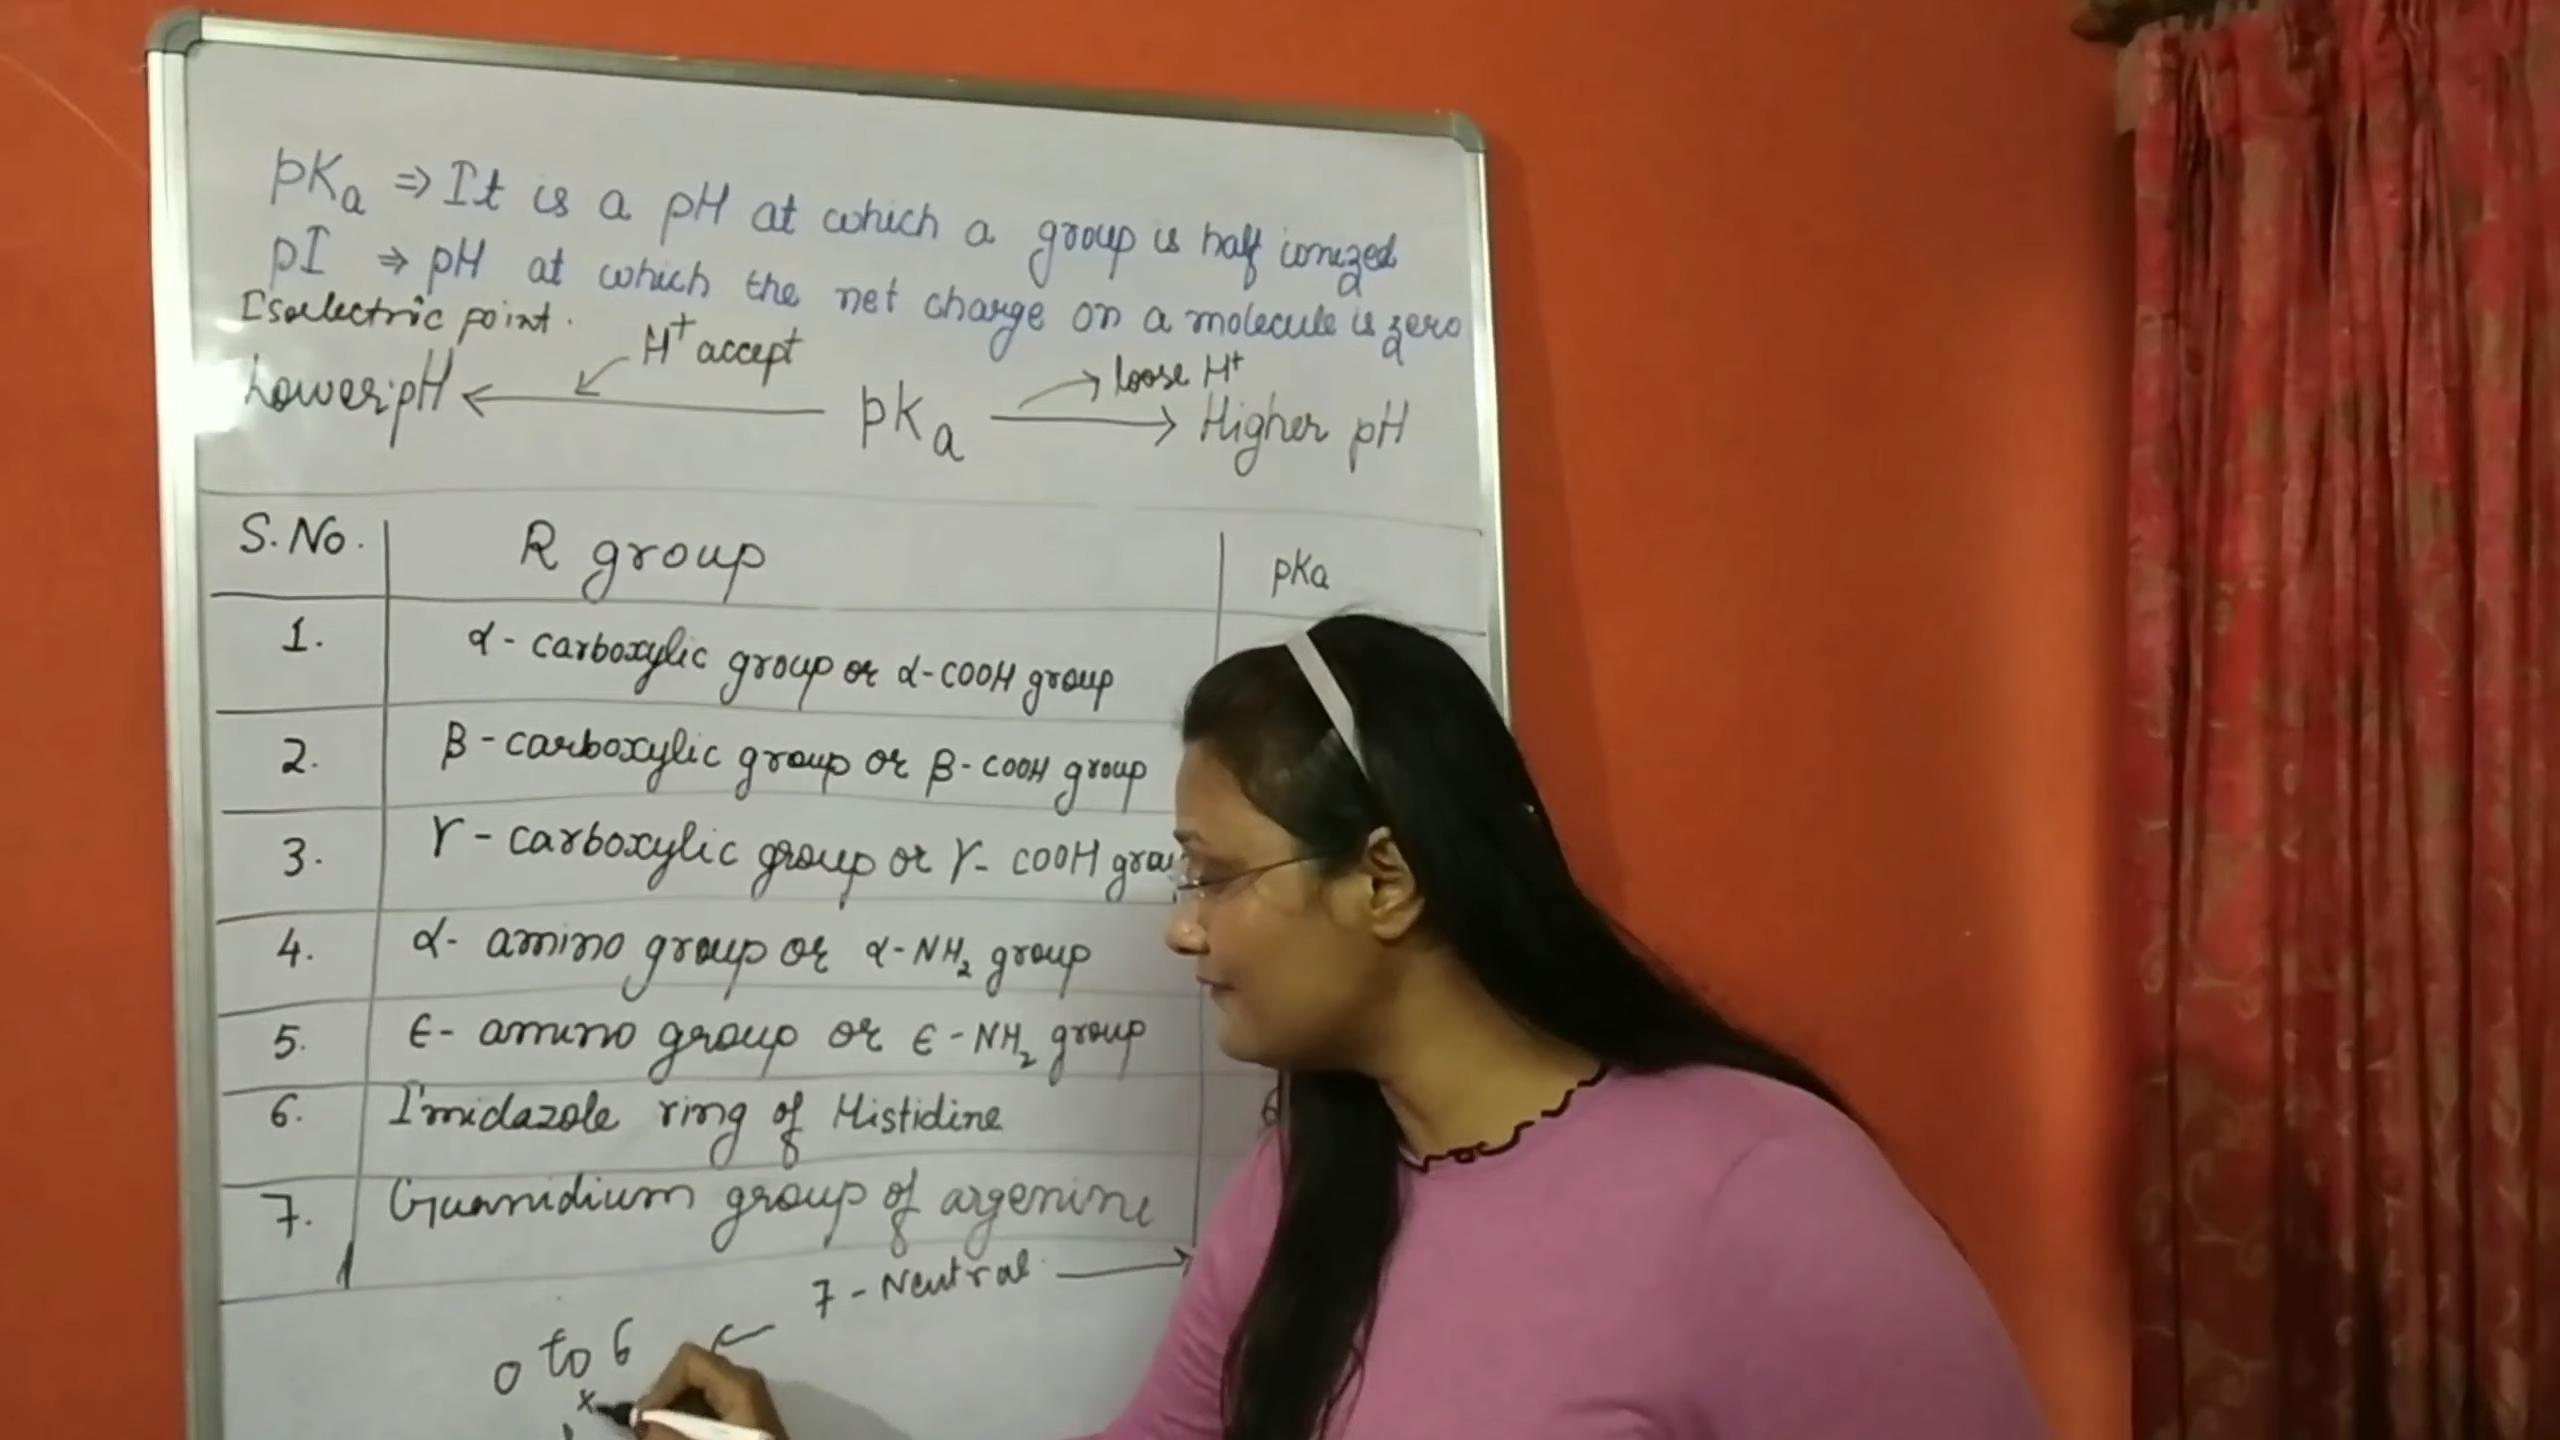 pKa ⇒ It is a pH at which a group is half ionized
pI ⇒ pH at which the net charge on a molecule is zero
Isoelectric point.
H+ accept
loose H+
Lower pH ← pKa → Higher pH
S.No. R group pKa
1. α- carboxylic group or α-COOH group
2. β- carboxylic group or β-COOH group
3. γ- carboxylic group or γ- COOH
4. α- amino group or α-NH2 group
5. ε- amino group or ε-NH2 group
6. Imidazole ring of Histidine
7. Guanidium group of argenine
7 - Neutral →
0 to 6 ←